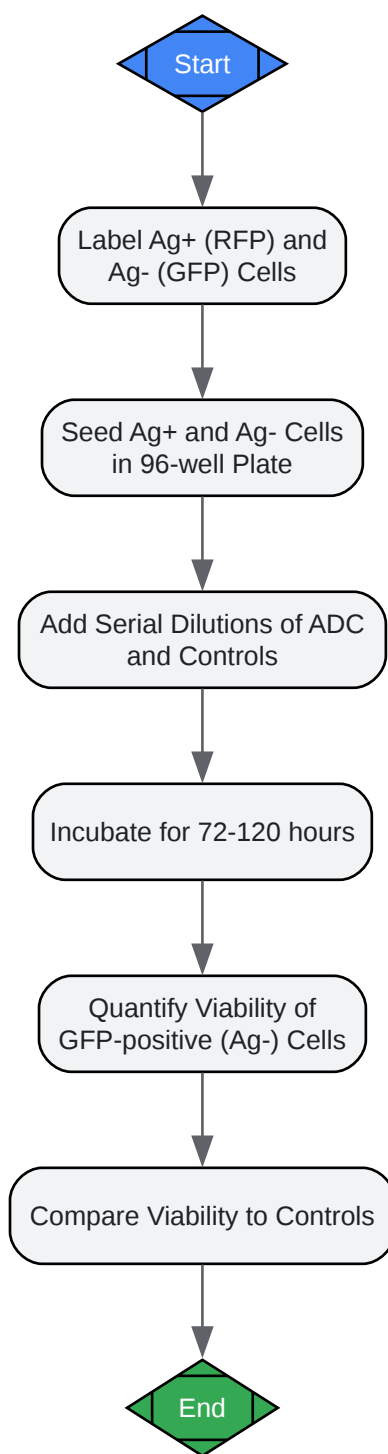 Start
Label Ag+ (RFP) and
Ag- (GFP) Cells
Seed Ag+ and Ag- Cells
in 96-well Plate
Add Serial Dilutions of ADC
and Controls
Incubate for 72-120 hours
Quantify Viability of
GFP-positive (Ag-) Cells
Compare Viability to Controls
End